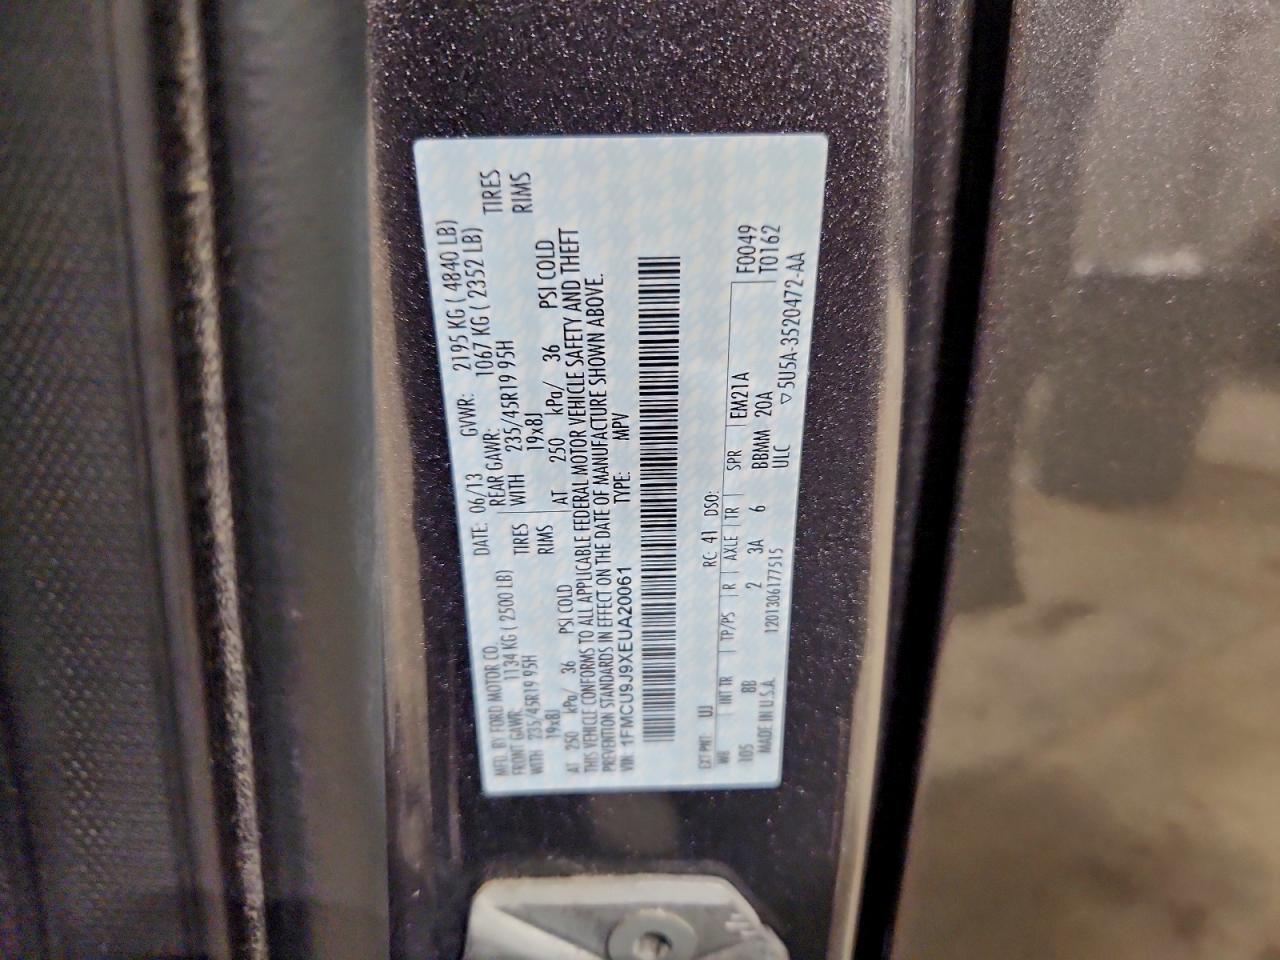 MFD. BY FORD MOTOR CO. DATE: 06/13 GVWR: 2195 KG ( 4840 LB)
FRONT GAWR: 1134 KG ( 2500 LB) REAR GAWR: 1067 KG ( 2352 LB)
WITH 235/45R19 95H TIRES WITH 235/45R19 95H TIRES
19x8J RIMS 19x8J RIMS
AT 250 kPa/ 36 PSI COLD AT 250 kPa/ 36 PSI COLD
THIS VEHICLE CONFORMS TO ALL APPLICABLE FEDERAL MOTOR VEHICLE SAFETY AND THEFT
PREVENTION STANDARDS IN EFFECT ON THE DATE OF MANUFACTURE SHOWN ABOVE.
VIN: 1FMCU9J9XEUA20061 TYPE: MPV
EXT PNT: UJ RC: 41 DSO: F0049
WB INT TR TP/PS R AXLE TR SPR EM21A T0162
105 8B 2 3A 6 BBMM 20A
MADE IN U.S.A. 1201306177515 ULC ▽5U5A-3520472-AA